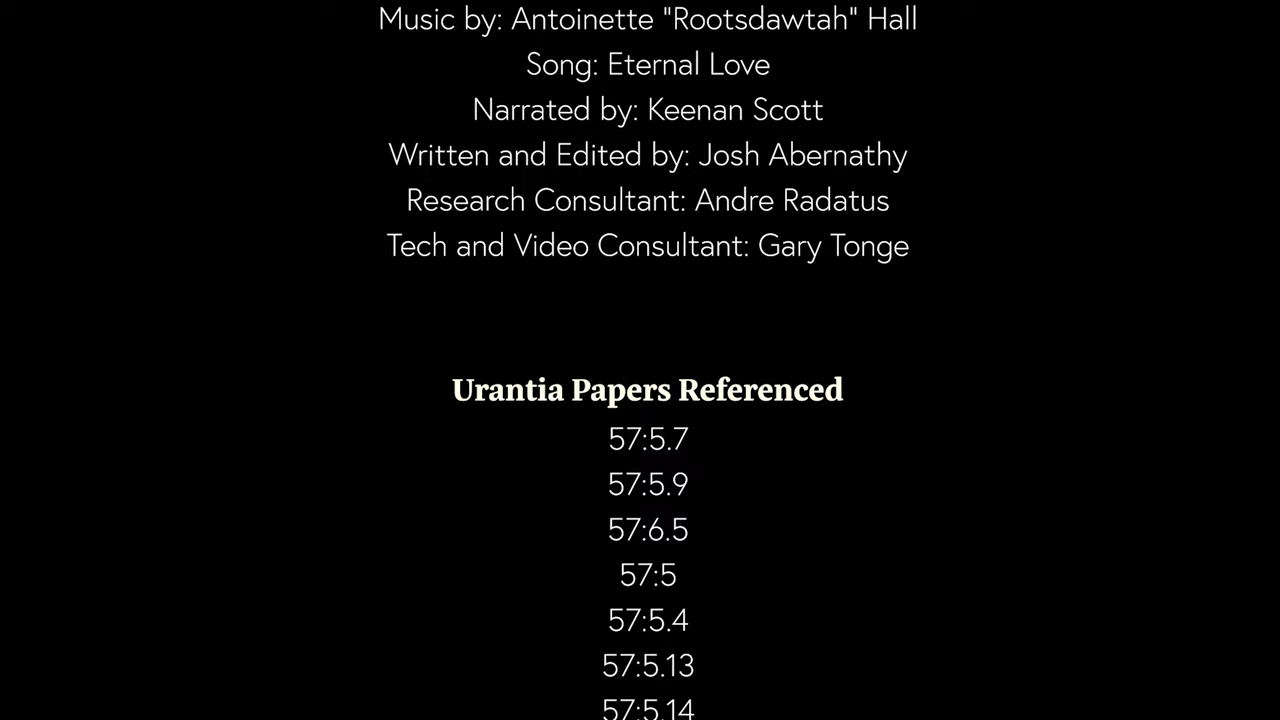 Music by: Antoinette "Rootsdawtah" Hall
Song: Eternal Love
Narrated by: Keenan Scott
Written and Edited by: Josh Abernathy
Research Consultant: Andre Radatus
Tech and Video Consultant: Gary Tonge
Urantia Papers Referenced
57:5.7
57:5.9
57:6.5
57:5
57:5.4
57:5.13
57:5.14